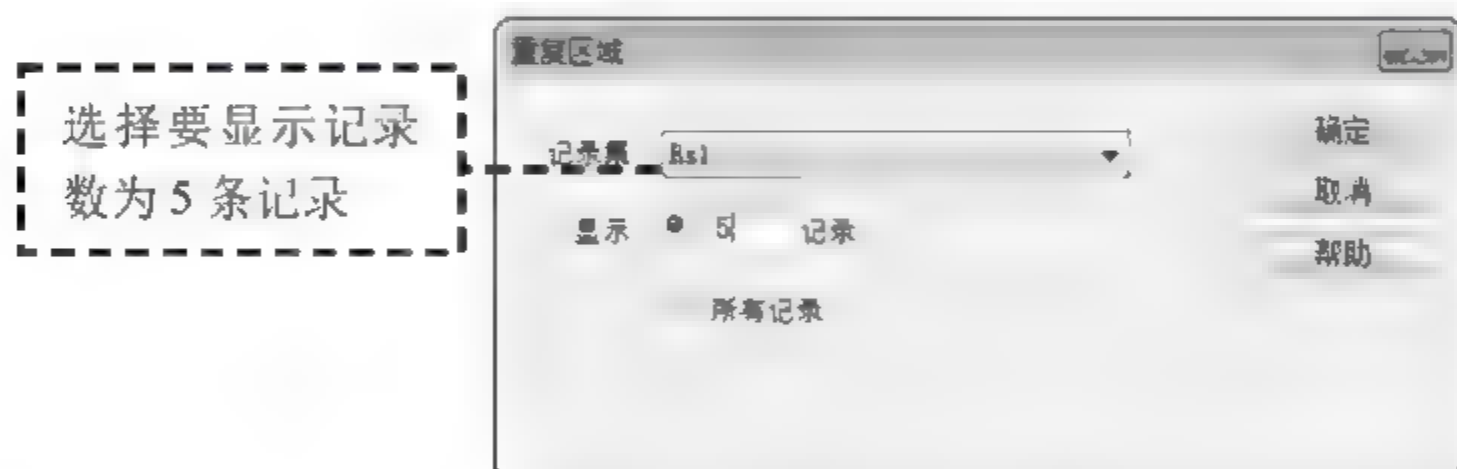 选择要显示记录
数为5条记录
重复区域
记录集 Rs1
显示 5 记录
所有记录
确定
取消
帮助